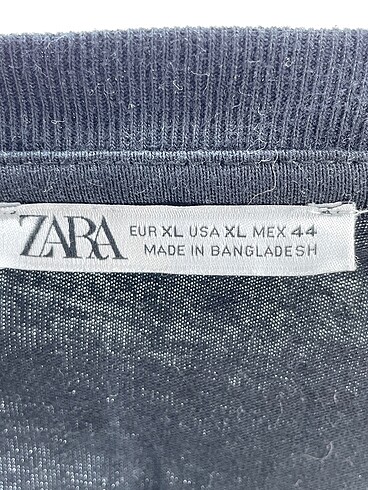 ZARA
EUR XL USA XL MEX 44
MADE IN BANGLADESH